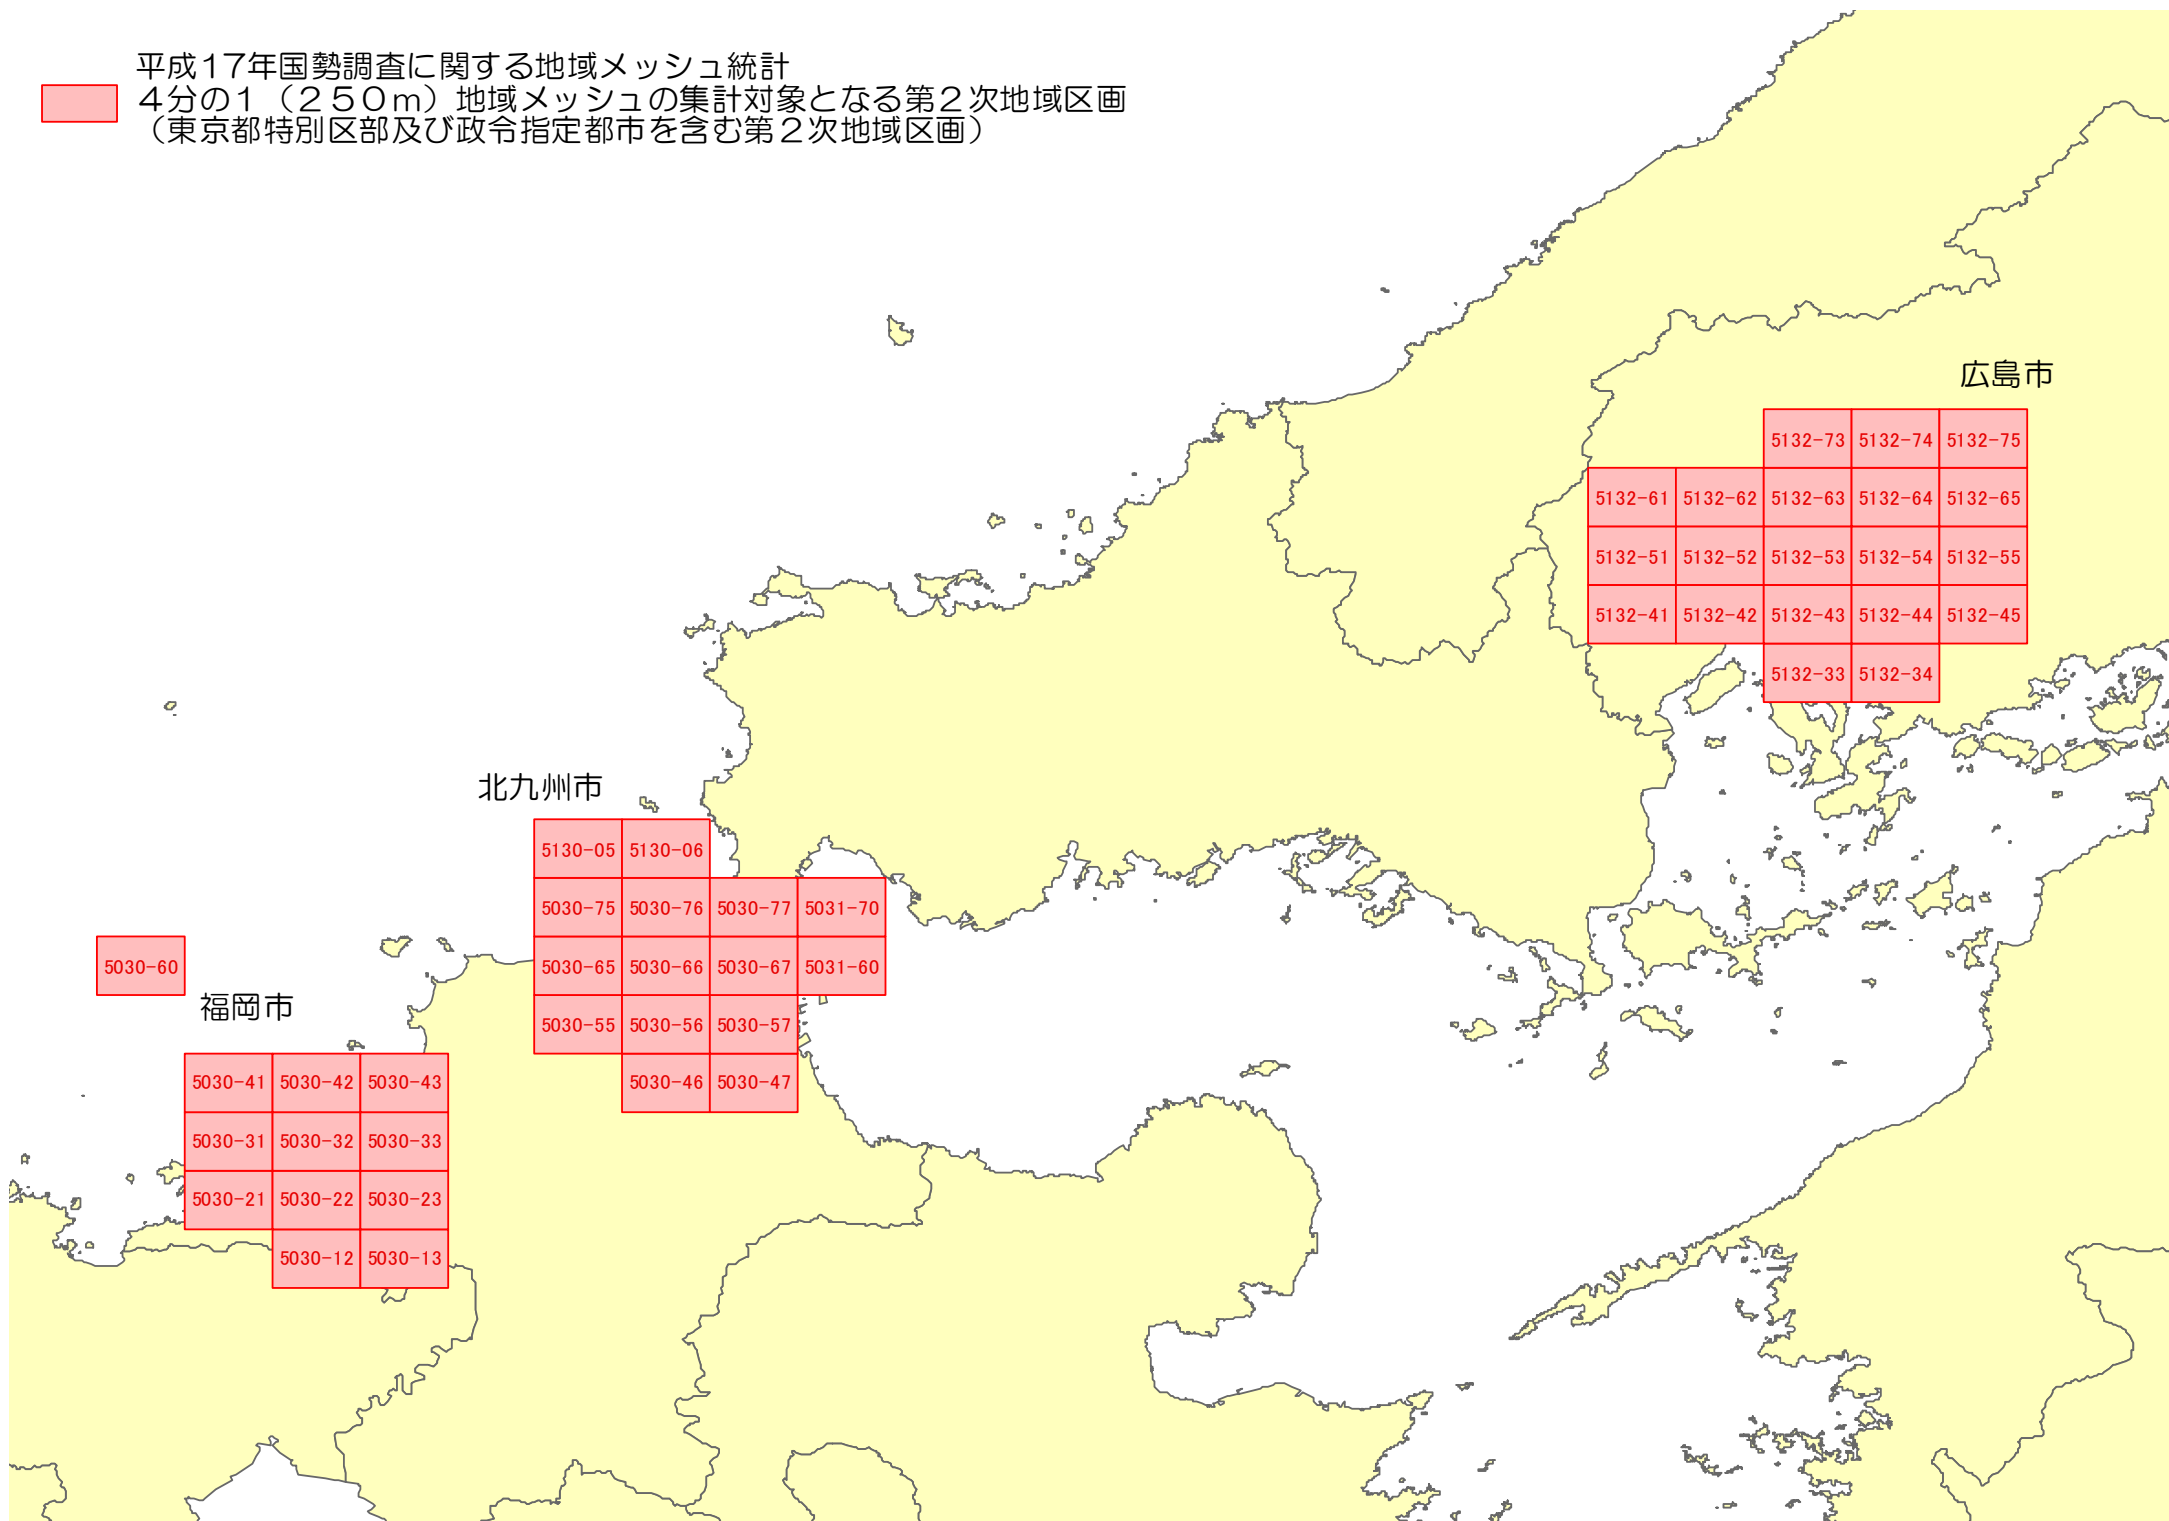 平成17年国勢調査に関する地域メッシュ統計
4分の1（250m）地域メッシュの集計対象となる第2次地域区画
（東京都特別区部及び政令指定都市を含む第2次地域区画）
広島市
5132-73 5132-74 5132-75
5132-61 5132-62 5132-63 5132-64 5132-65
5132-51 5132-52 5132-53 5132-54 5132-55
5132-41 5132-42 5132-43 5132-44 5132-45
5132-33 5132-34
北九州市
5130-05 5130-06
5030-75 5030-76 5030-77 5031-70
5030-65 5030-66 5030-67 5031-60
5030-55 5030-56 5030-57
5030-46 5030-47
5030-60
福岡市
5030-41 5030-42 5030-43
5030-31 5030-32 5030-33
5030-21 5030-22 5030-23
5030-12 5030-13